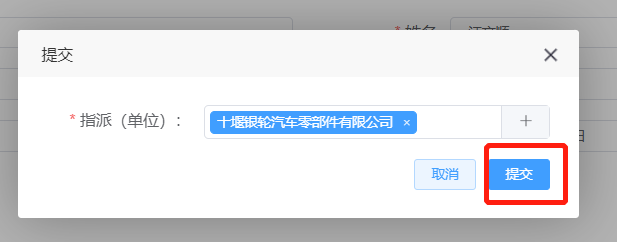 * 姓名
提交
* 指派（单位）：
十堰银轮汽车零部件有限公司 ×
取消
提交